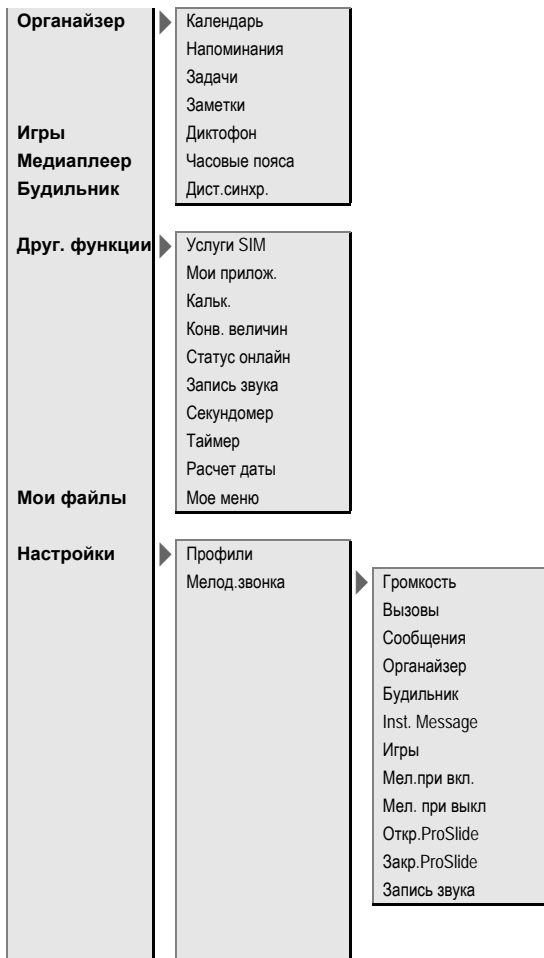 Органайзер Календарь
Напоминания
Задачи
Заметки
Игры Диктофон
Медиаплеер Часовые пояса
Будильник Дист.синхр.
Друг. функции Услуги SIM
Мои прилож.
Кальк.
Конв. величин
Статус онлайн
Запись звука
Секундомер
Таймер
Расчет даты
Мои файлы Мое меню
Настройки Профили
Мелод.звонка Громкость
Вызовы
Сообщения
Органайзер
Будильник
Inst. Message
Игры
Мел.при вкл.
Мел. при выкл
Откр.ProSlide
Закр.ProSlide
Запись звука